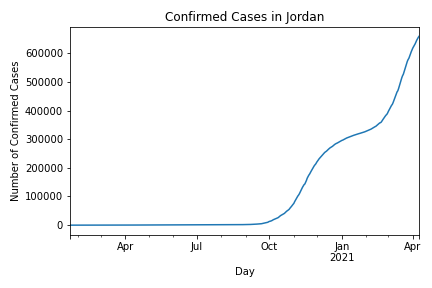 Confirmed Cases in Jordan
Number of Confirmed Cases
600000
500000
400000
300000
200000
100000
0
Apr
Jul
Oct
Jan
2021
Apr
Day